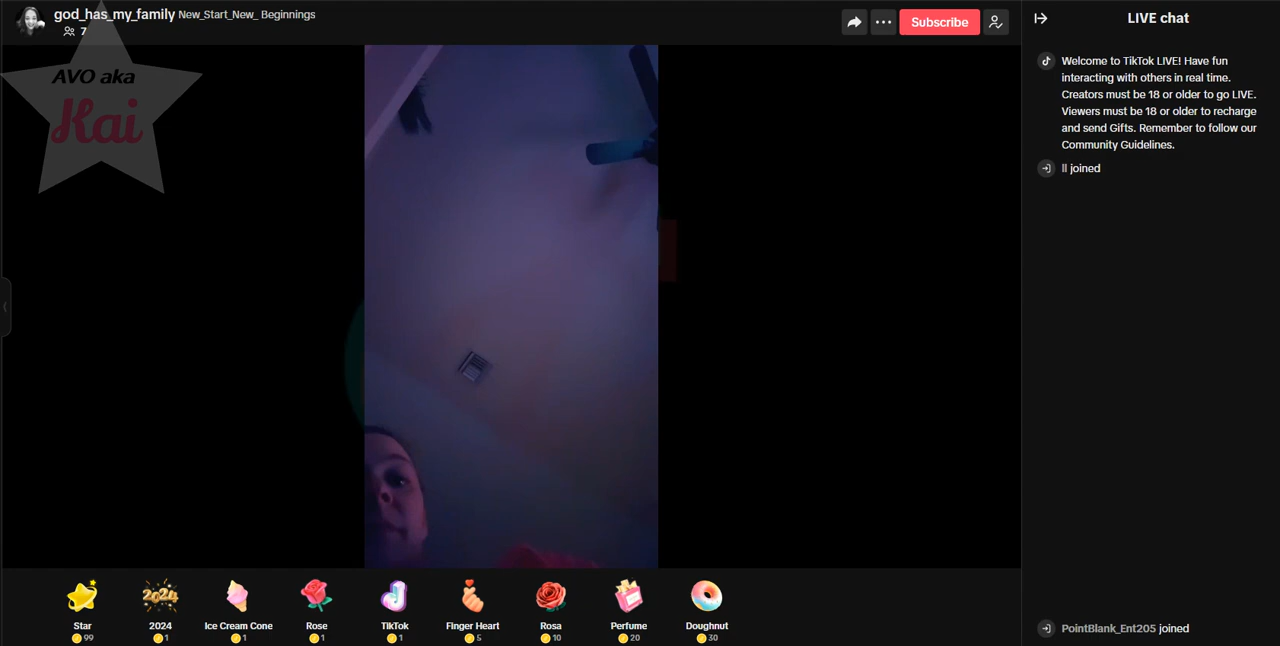 god_has_my_family New_Start_New_ Beginnings
7
Subscribe
AVO aka
Kai
LIVE chat
Welcome to TikTok LIVE! Have fun
interacting with others in real time.
Creators must be 18 or older to go LIVE.
Viewers must be 18 or older to recharge
and send Gifts. Remember to follow our
Community Guidelines.
ll joined
PointBlank_Ent205 joined
2024
Star
99
2024
1
Ice Cream Cone
1
Rose
1
TikTok
1
Finger Heart
5
Rosa
10
Perfume
20
Doughnut
30